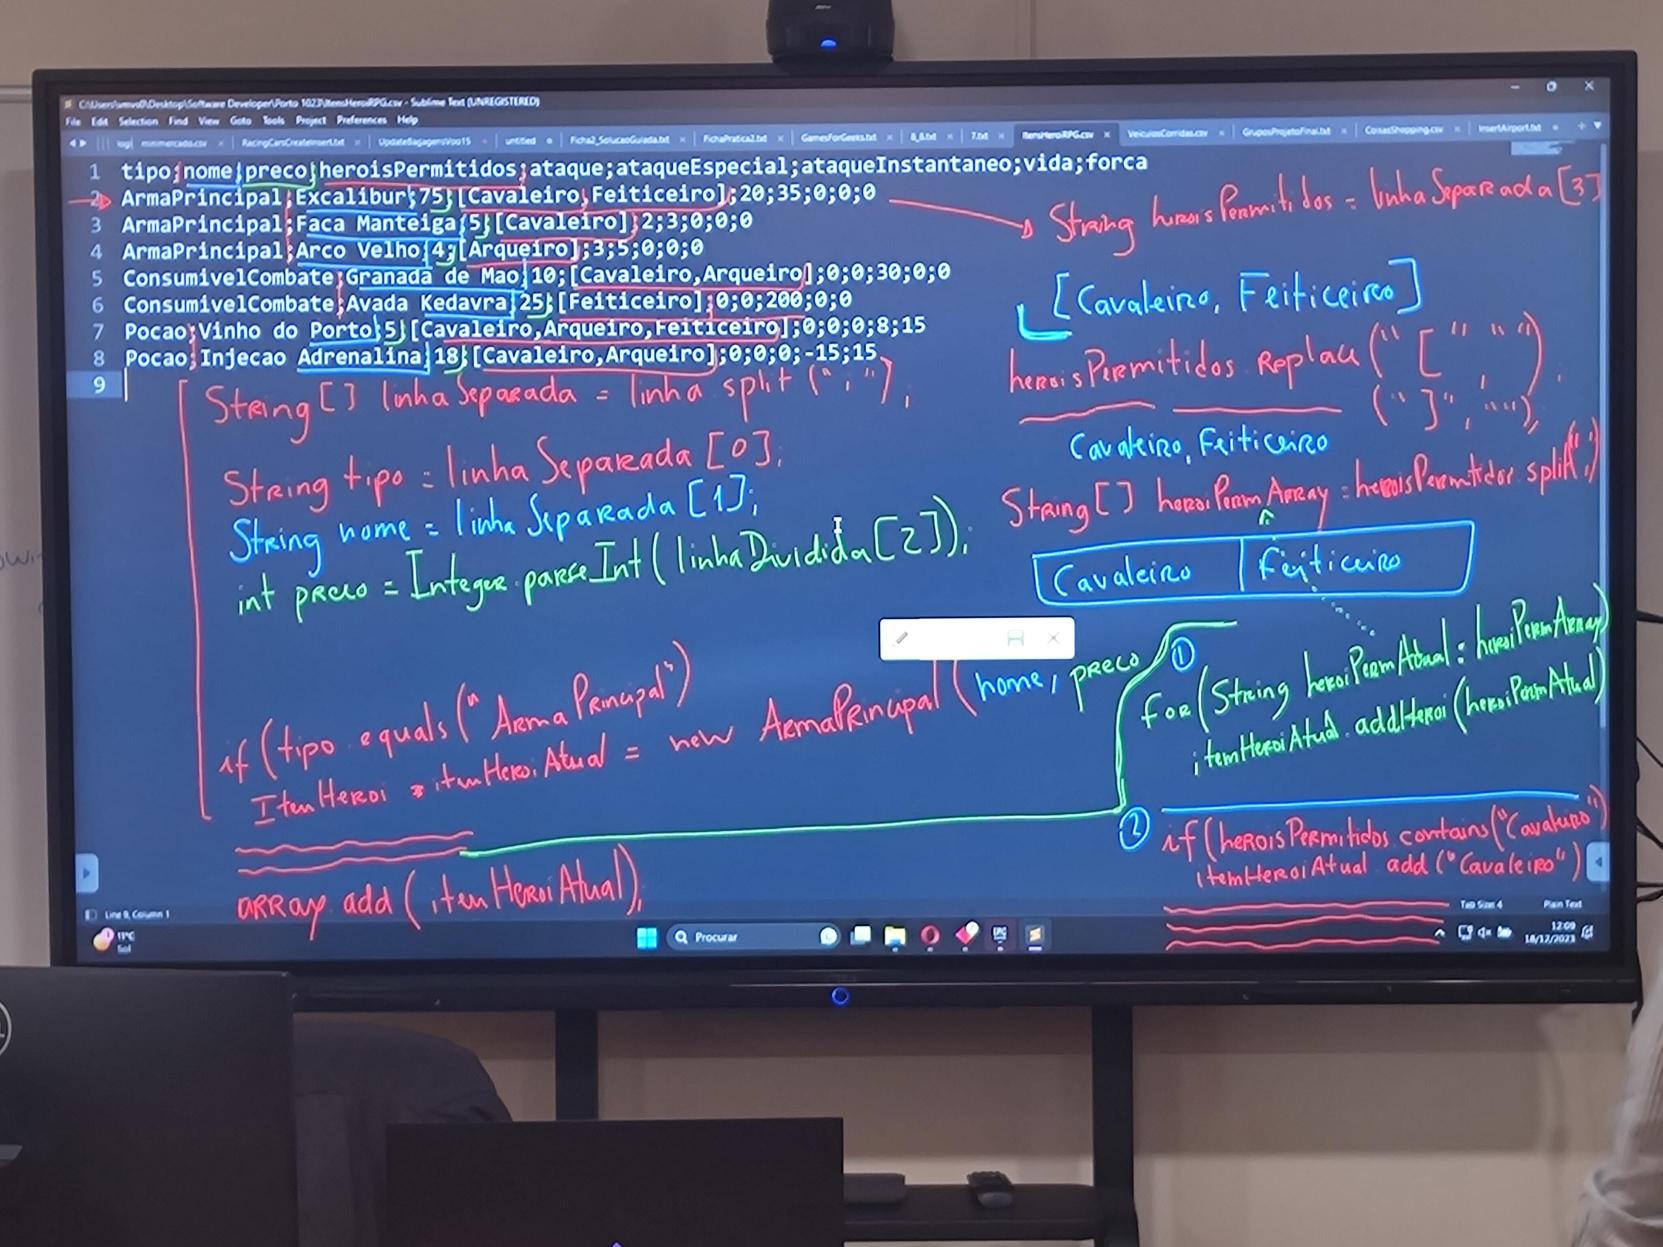 C:\Users\umvs0\Desktop\Software Developer\Porto 1023\ItensHeroiRPG.csv - Sublime Text (UNREGISTERED)
File Edit Selection Find View Goto Tools Project Preferences Help
minimercado.csv RacingCarsCreateInsert.txt UpdateBagagensVoo15 untitled Ficha2_SolucaoGuiada.txt FichaPratica2.txt GamesForGeeks.txt 8_8.txt 7.txt ItensHeroiRPG.csv VeiculosCorridas.csv GruposProjetoFinal.txt CoisasShopping.csv InsertAirport.txt
1 tipo;nome;preco;heroisPermitidos;ataque;ataqueEspecial;ataqueInstantaneo;vida;forca
2 ArmaPrincipal;Excalibur;75;[Cavaleiro,Feiticeiro];20;35;0;0;0
3 ArmaPrincipal;Faca Manteiga;5;[Cavaleiro];2;3;0;0;0
4 ArmaPrincipal;Arco Velho;4;[Arqueiro];3;5;0;0;0
5 ConsumivelCombate;Granada de Mao;10;[Cavaleiro,Arqueiro];0;0;30;0;0
6 ConsumivelCombate;Avada Kedavra;25;[Feiticeiro];0;0;200;0;0
7 Pocao;Vinho do Porto;5;[Cavaleiro,Arqueiro,Feiticeiro];0;0;0;8;15
8 Pocao;Injecao Adrenalina;18;[Cavaleiro,Arqueiro];0;0;0;-15;15
9
String [] linhaSeparada = linha split (";");
String tipo = linhaSeparada [0];
String nome = linhaSeparada [1];
int preco = Integer.parseInt (linhaDividida [2]);
if (tipo equals ("ArmaPrincipal")
ItemHeroi itemHeroiAtual = new ArmaPrincipal (nome, preco
array add (itemHeroiAtual);
String heroisPermitidos = linhaSeparada [3]
[Cavaleiro, Feiticeiro]
heroisPermitidos Replace ("[", "")
("]", "");
Cavaleiro, Feiticeiro
String [] heroiPermArray = heroisPermitidos split(",")
Cavaleiro Feiticeiro
1
for (String heroiPermAtual : heroiPermArray)
itemHeroiAtual.addHeroi (heroiPermAtual)
2
if (heroisPermitidos contains ("Cavaleiro")
itemHeroiAtual add ("Cavaleiro")
Line 9, Column 1
Tab Size: 4 Plain Text
11°C
Sol
Procurar
12:09
18/12/2023